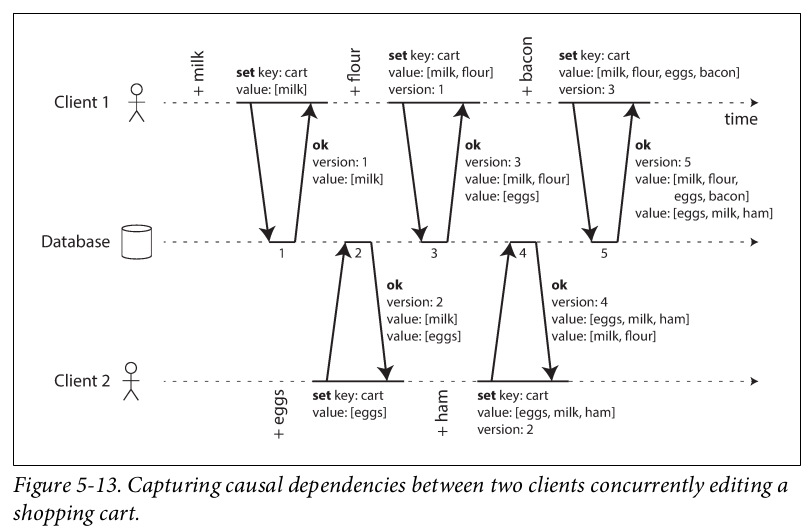 + milk
set key: cart
value: [milk]
+ flour
set key: cart
value: [milk, flour]
version: 1
+ bacon
set key: cart
value: [milk, flour, eggs, bacon]
version: 3
Client 1
time
ok
version: 1
value: [milk]
ok
version: 3
value: [milk, flour]
value: [eggs]
ok
version: 5
value: [milk, flour,
eggs, bacon]
value: [eggs, milk, ham]
Database
1
2
3
4
5
ok
version: 2
value: [milk]
value: [eggs]
ok
version: 4
value: [eggs, milk, ham]
value: [milk, flour]
Client 2
+ eggs
set key: cart
value: [eggs]
+ ham
set key: cart
value: [eggs, milk, ham]
version: 2
Figure 5-13. Capturing causal dependencies between two clients concurrently editing a
shopping cart.